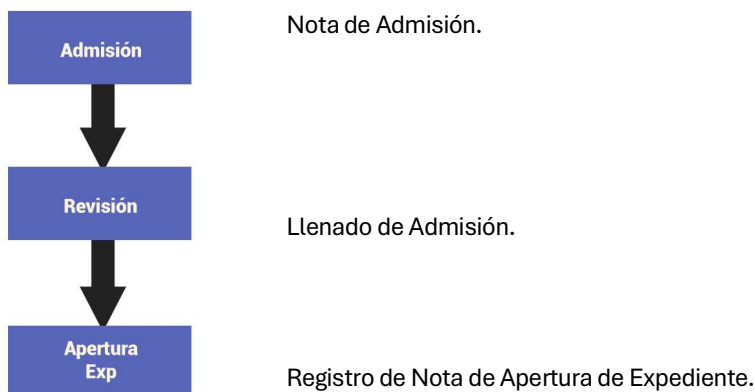 Admisión
Nota de Admisión.
Revisión
Llenado de Admisión.
Apertura
Exp
Registro de Nota de Apertura de Expediente.